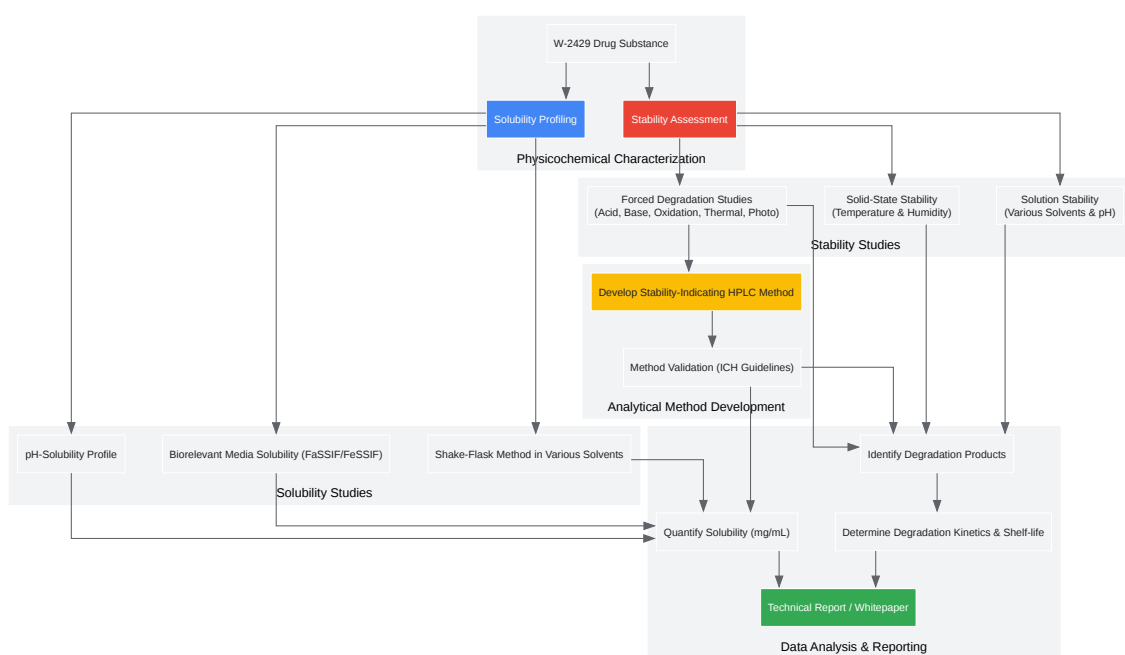 W-2429 Drug Substance
Solubility Profiling
Stability Assessment
Physicochemical Characterization
Forced Degradation Studies
(Acid, Base, Oxidation, Thermal, Photo)
Solid-State Stability
(Temperature & Humidity)
Solution Stability
(Various Solvents & pH)
Stability Studies
Develop Stability-Indicating HPLC Method
Method Validation (ICH Guidelines)
Analytical Method Development
pH-Solubility Profile
Biorelevant Media Solubility (FaSSIF/FeSSIF)
Shake-Flask Method in Various Solvents
Solubility Studies
Identify Degradation Products
Quantify Solubility (mg/mL)
Determine Degradation Kinetics & Shelf-life
Technical Report / Whitepaper
Data Analysis & Reporting